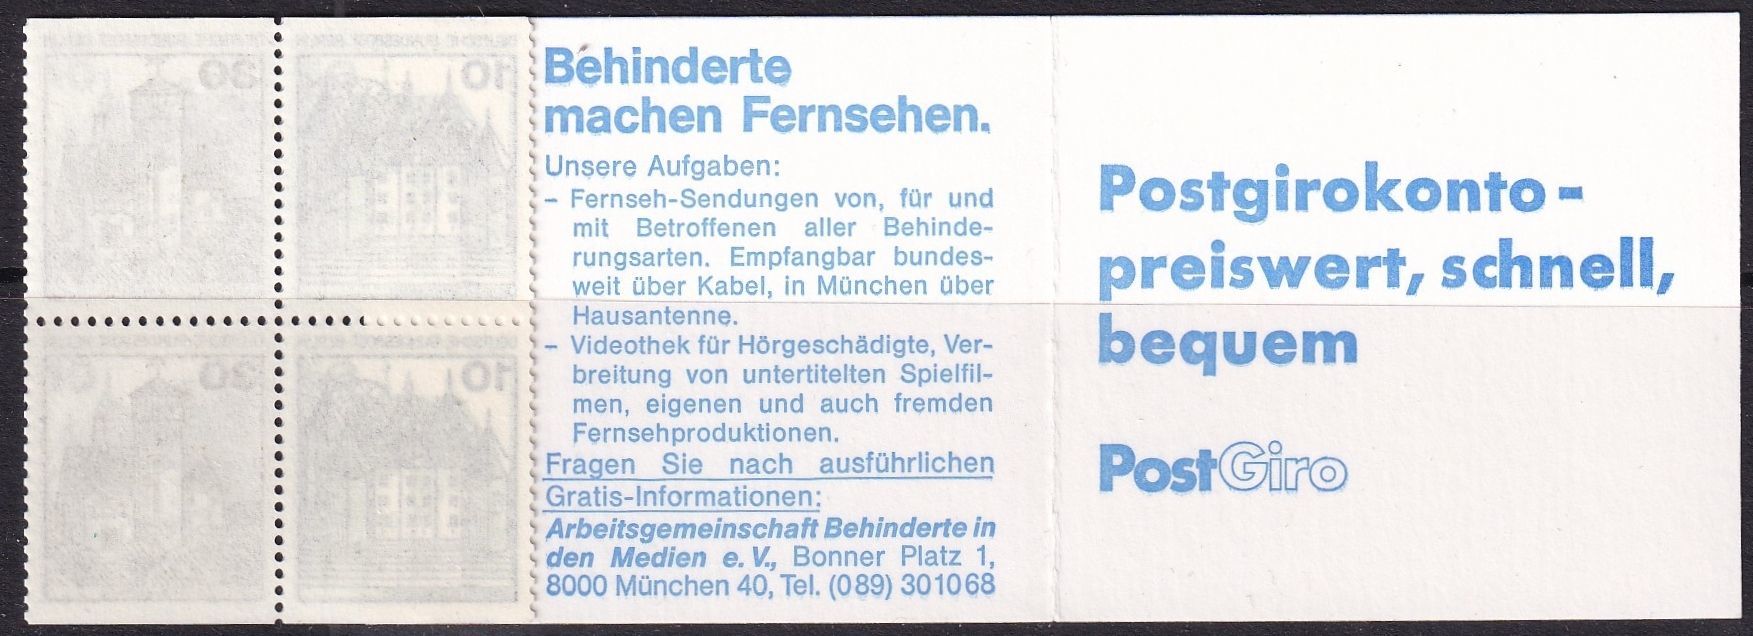 Behinderte
machen Fernsehen.
Unsere Aufgaben:
– Fernseh-Sendungen von, für und
mit Betroffenen aller Behinde-
rungsarten. Empfangbar bundes-
weit über Kabel, in München über
Hausantenne.
– Videothek für Hörgeschädigte, Ver-
breitung von untertitelten Spielfil-
men, eigenen und auch fremden
Fernsehproduktionen.
Fragen Sie nach ausführlichen
Gratis-Informationen:
Arbeitsgemeinschaft Behinderte in
den Medien e.V., Bonner Platz 1,
8000 München 40, Tel. (089) 301068
Postgirokonto –
preiswert, schnell,
bequem
PostGiro
30
10
10